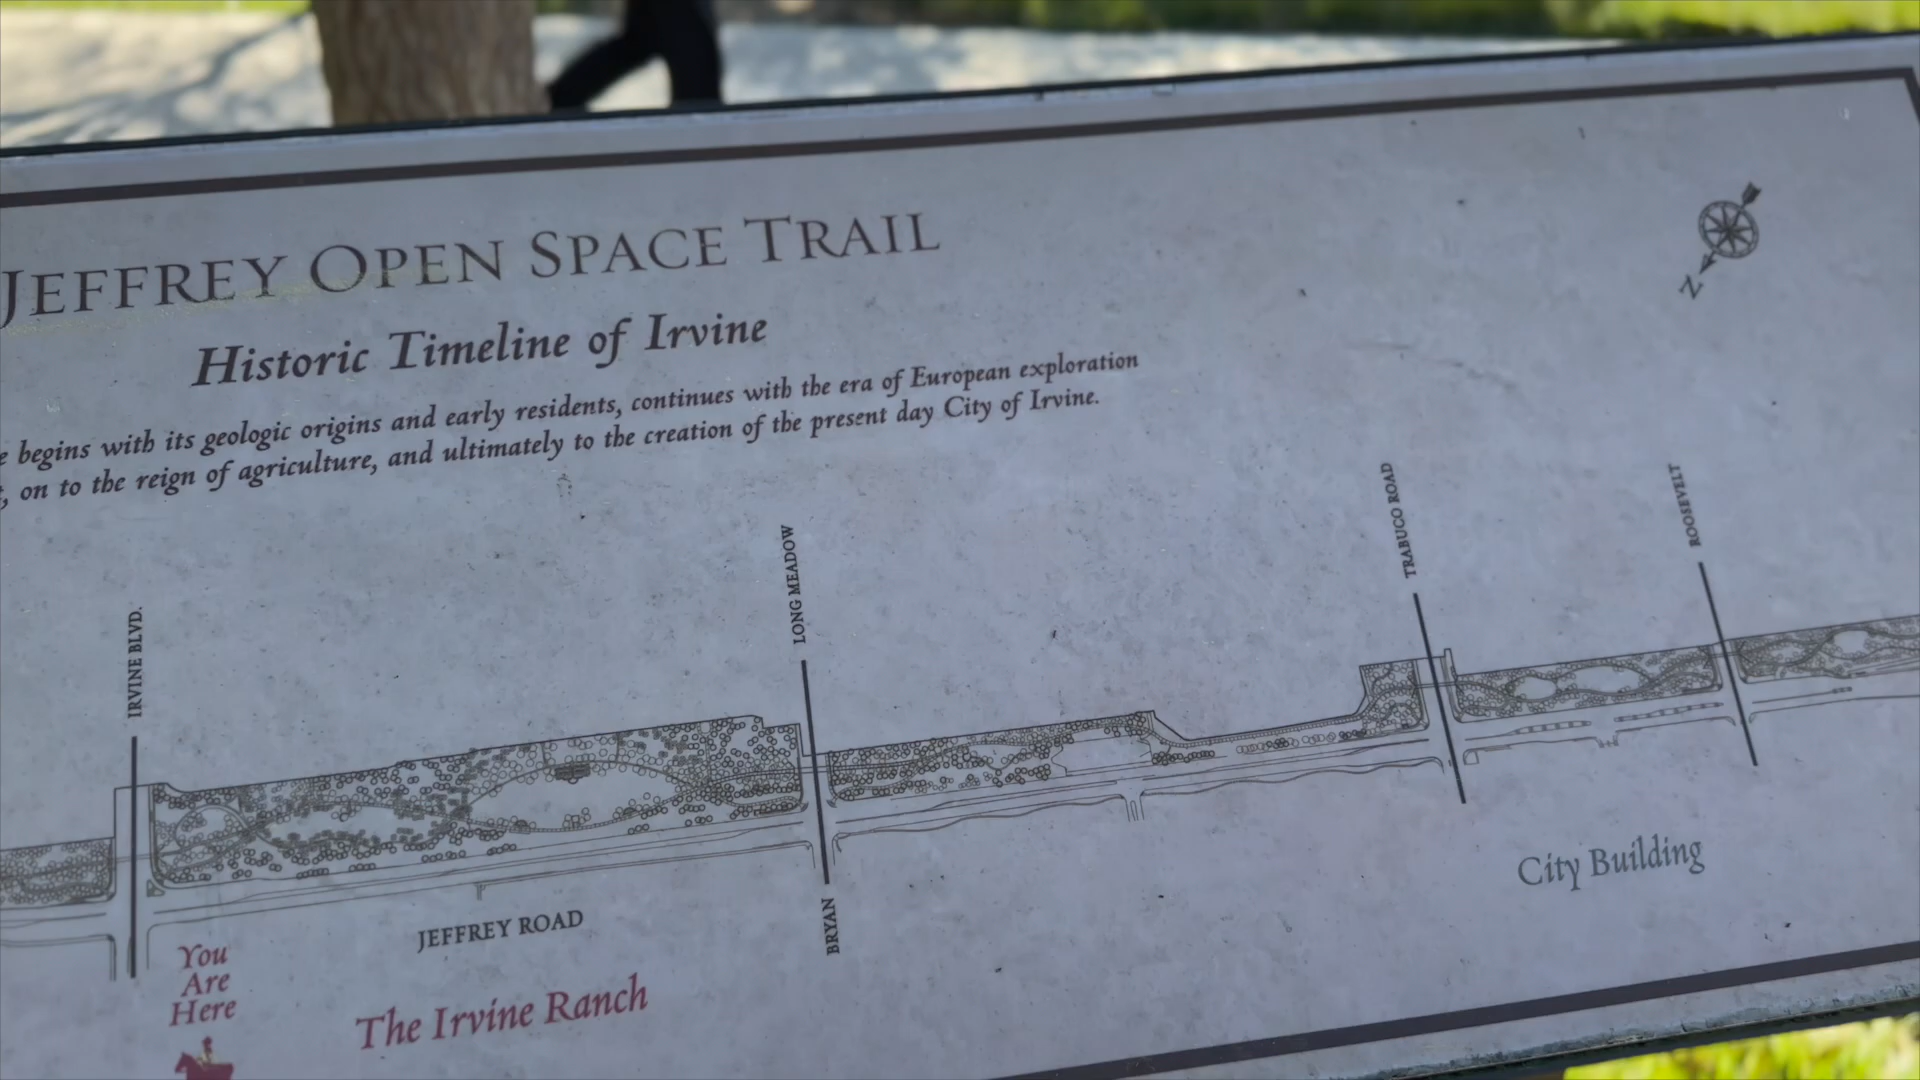 JEFFREY OPEN SPACE TRAIL
Historic Timeline of Irvine
begins with its geologic origins and early residents, continues with the era of European exploration
, on to the reign of agriculture, and ultimately to the creation of the present day City of Irvine.
N
IRVINE BLVD.
LONG MEADOW
TRABUCO ROAD
ROOSEVELT
JEFFREY ROAD
BRYAN
City Building
You
Are
Here
The Irvine Ranch